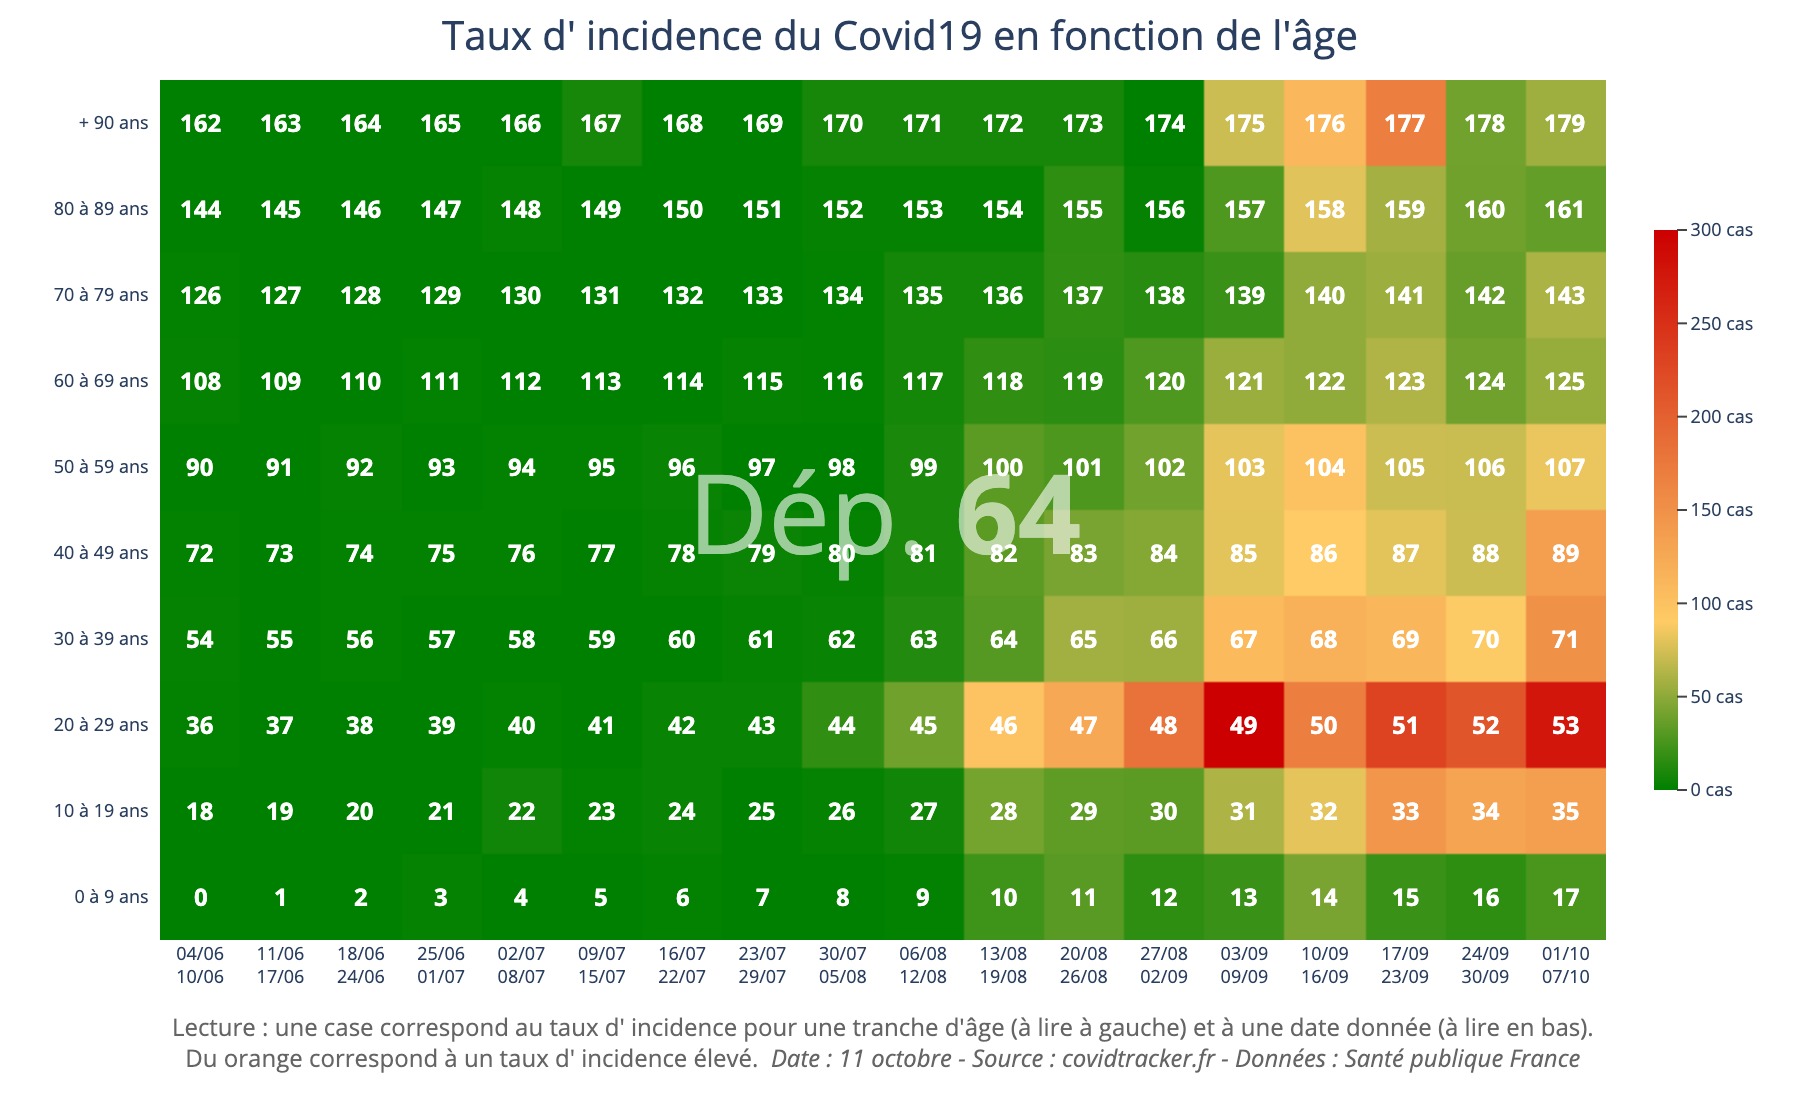 Taux d' incidence du Covid19 en fonction de l'âge
+ 90 ans 162 163 164 165 166 167 168 169 170 171 172 173 174 175 176 177 178 179
80 à 89 ans 144 145 146 147 148 149 150 151 152 153 154 155 156 157 158 159 160 161
70 à 79 ans 126 127 128 129 130 131 132 133 134 135 136 137 138 139 140 141 142 143
60 à 69 ans 108 109 110 111 112 113 114 115 116 117 118 119 120 121 122 123 124 125
50 à 59 ans 90 91 92 93 94 95 96 97 98 99 100 101 102 103 104 105 106 107
Dép. 64
40 à 49 ans 72 73 74 75 76 77 78 79 80 81 82 83 84 85 86 87 88 89
30 à 39 ans 54 55 56 57 58 59 60 61 62 63 64 65 66 67 68 69 70 71
20 à 29 ans 36 37 38 39 40 41 42 43 44 45 46 47 48 49 50 51 52 53
10 à 19 ans 18 19 20 21 22 23 24 25 26 27 28 29 30 31 32 33 34 35
0 à 9 ans 0 1 2 3 4 5 6 7 8 9 10 11 12 13 14 15 16 17
04/06 11/06 18/06 25/06 02/07 09/07 16/07 23/07 30/07 06/08 13/08 20/08 27/08 03/09 10/09 17/09 24/09 01/10
10/06 17/06 24/06 01/07 08/07 15/07 22/07 29/07 05/08 12/08 19/08 26/08 02/09 09/09 16/09 23/09 30/09 07/10
300 cas
250 cas
200 cas
150 cas
100 cas
50 cas
0 cas
Lecture : une case correspond au taux d' incidence pour une tranche d'âge (à lire à gauche) et à une date donnée (à lire en bas).
Du orange correspond à un taux d' incidence élevé. Date : 11 octobre - Source : covidtracker.fr - Données : Santé publique France